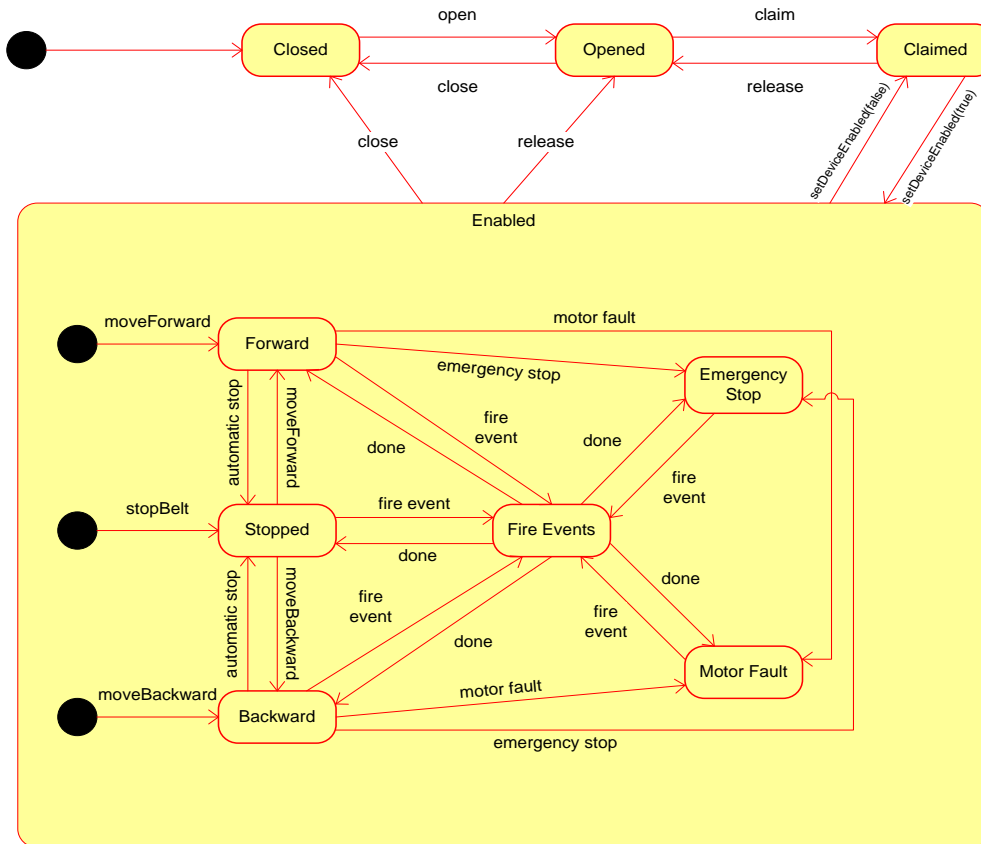 open
claim
Closed
Opened
Claimed
close
release
close
release
setDeviceEnabled(false)
setDeviceEnabled(true)
Enabled
moveForward
motor fault
Forward
emergency stop
Emergency
Stop
automatic stop
moveForward
fire
event
done
done
fire
event
stopBelt
fire event
Stopped
Fire Events
done
automatic stop
moveBackward
fire
event
done
done
fire
event
moveBackward
motor fault
Motor Fault
Backward
emergency stop